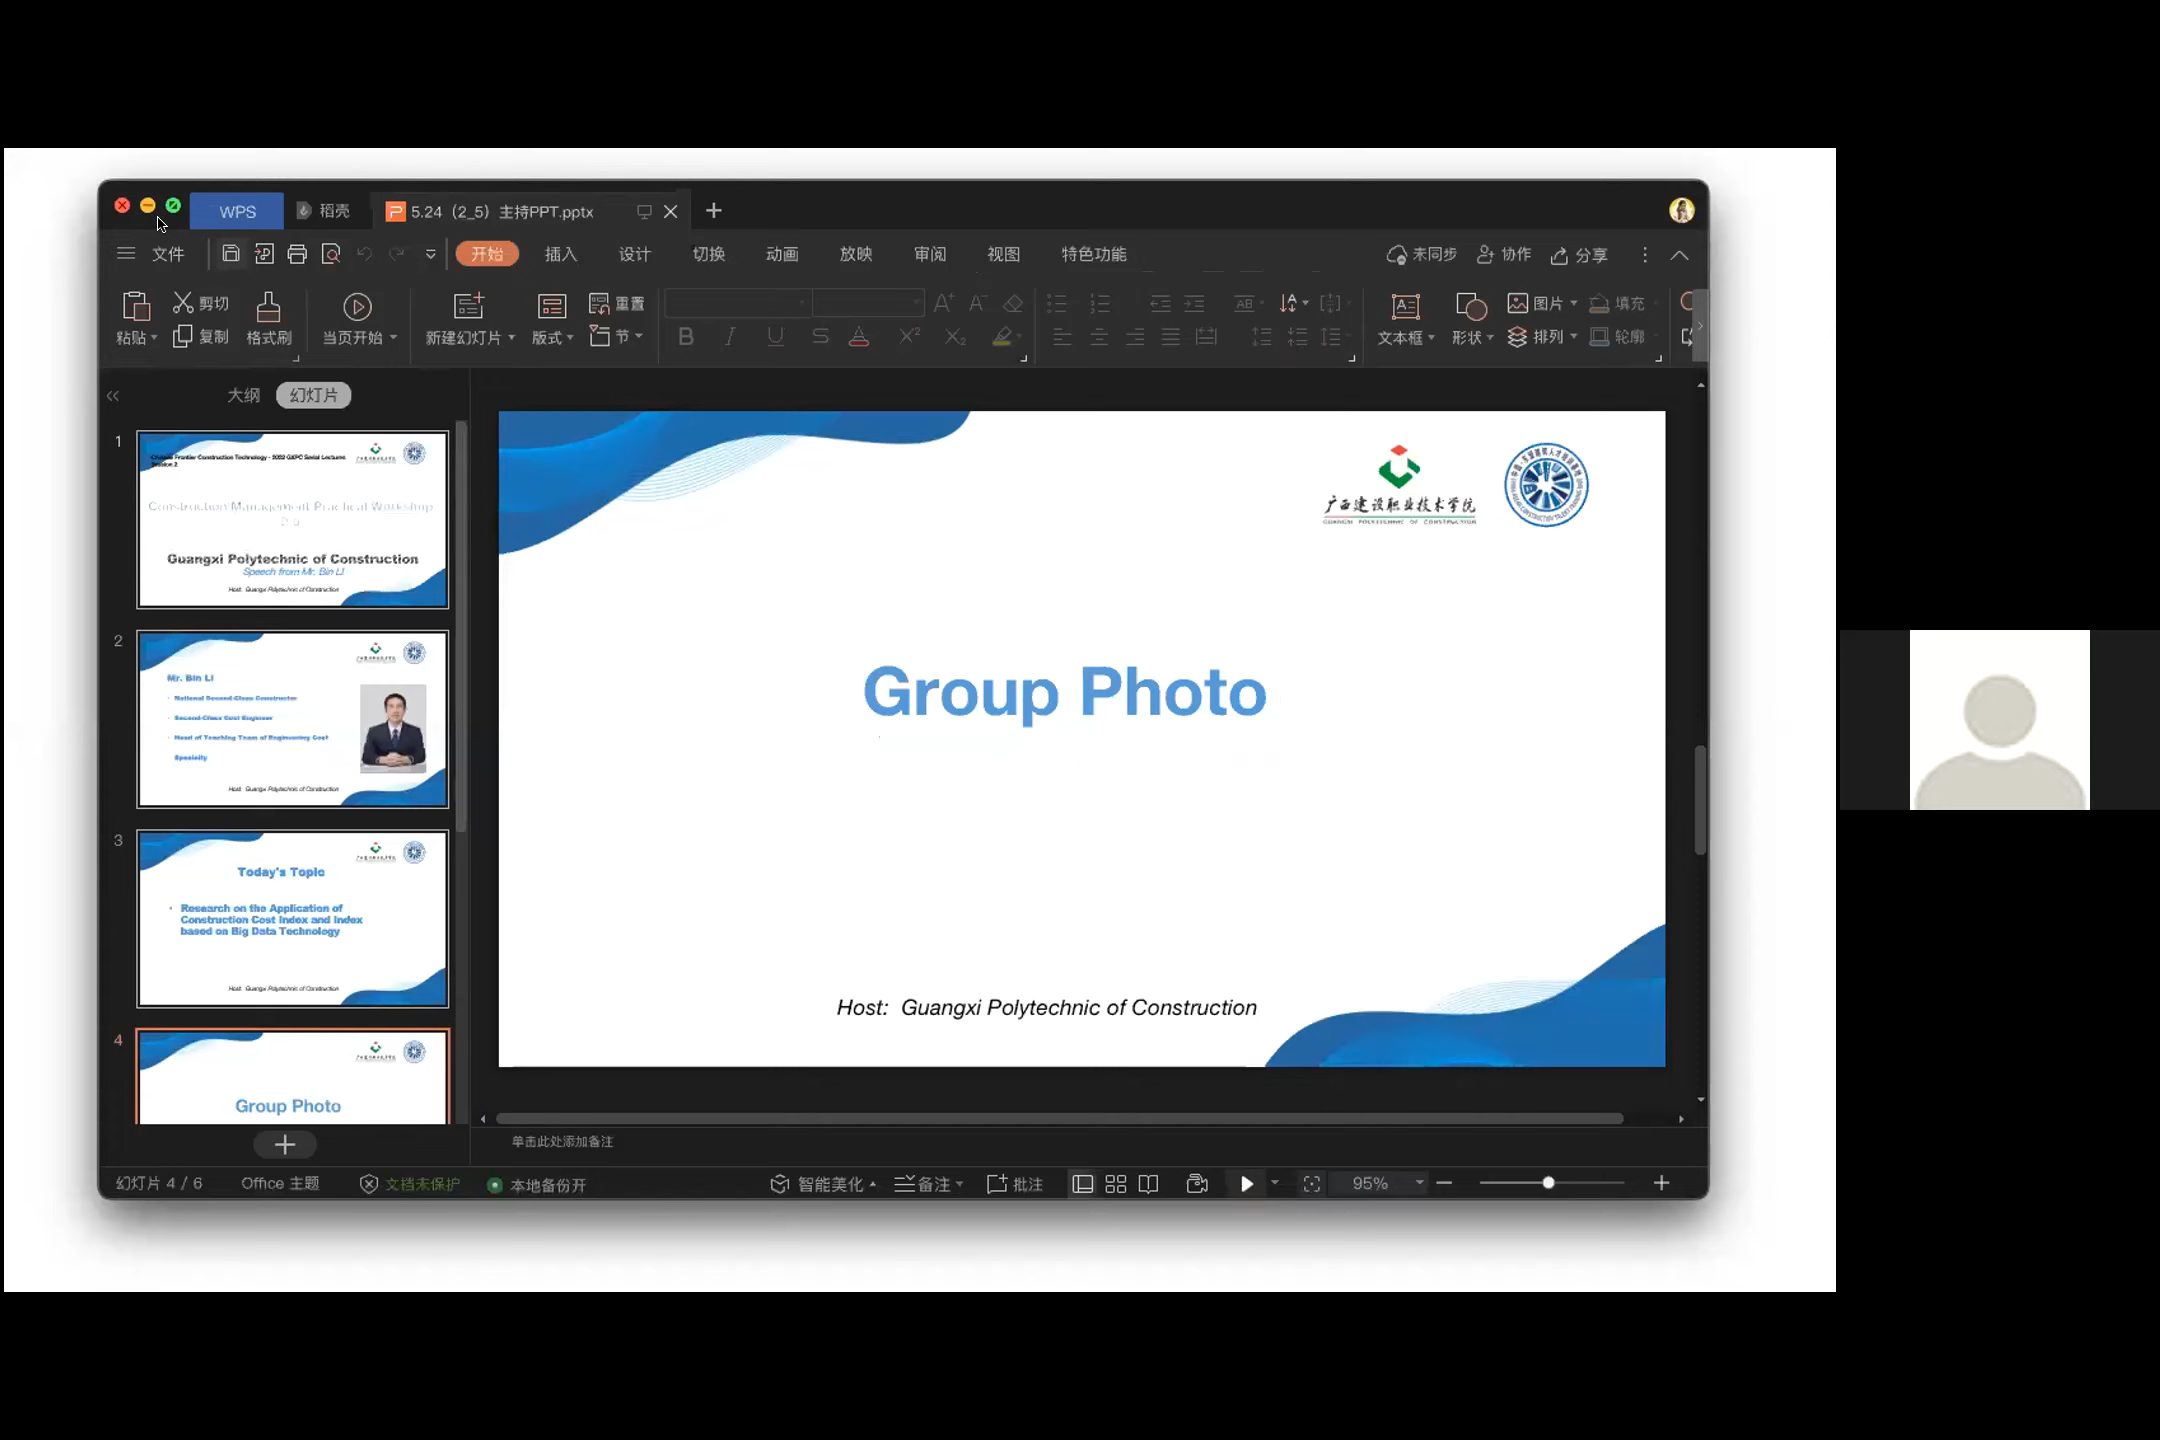 WPS
稻壳
5.24（2_5）主持PPT.pptx
文件
开始
插入
设计
切换
动画
放映
审阅
视图
特色功能
未同步
协作
分享
粘贴
剪切
复制
格式刷
当页开始
新建幻灯片
版式
重置
节
文本框
形状
图片
排列
填充
轮廓
大纲
幻灯片
1
Frontier Construction Technology - 2022 GXPC Serial Lectures
Session 2
Construction Management Practical Workshop
Guangxi Polytechnic of Construction
Speech from Mr. Bin LI
Host: Guangxi Polytechnic of Construction
2
Mr. Bin LI
National Second-Class Constructor
Second-Class Cost Engineer
Head of Teaching Team of Engineering Cost
Specialty
Host: Guangxi Polytechnic of Construction
3
Today's Topic
Research on the Application of
Construction Cost Index and Index
based on Big Data Technology
Host: Guangxi Polytechnic of Construction
4
Group Photo
广西建设职业技术学院
GUANGXI POLYTECHNIC OF CONSTRUCTION
Group Photo
Host: Guangxi Polytechnic of Construction
单击此处添加备注
幻灯片 4 / 6
Office 主题
文档未保护
本地备份开
智能美化
备注
批注
95%